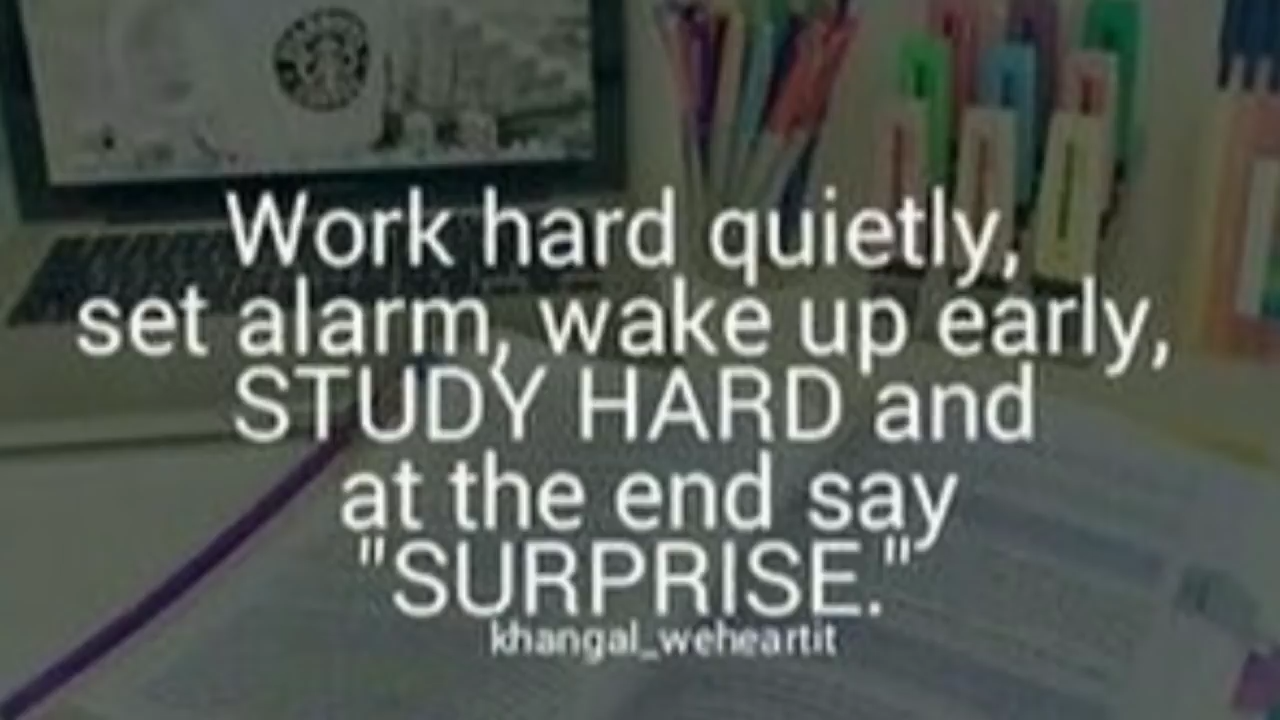 Work hard quietly,
set alarm, wake up early,
STUDY HARD and
at the end say
"SURPRISE."
khangal_weheartit